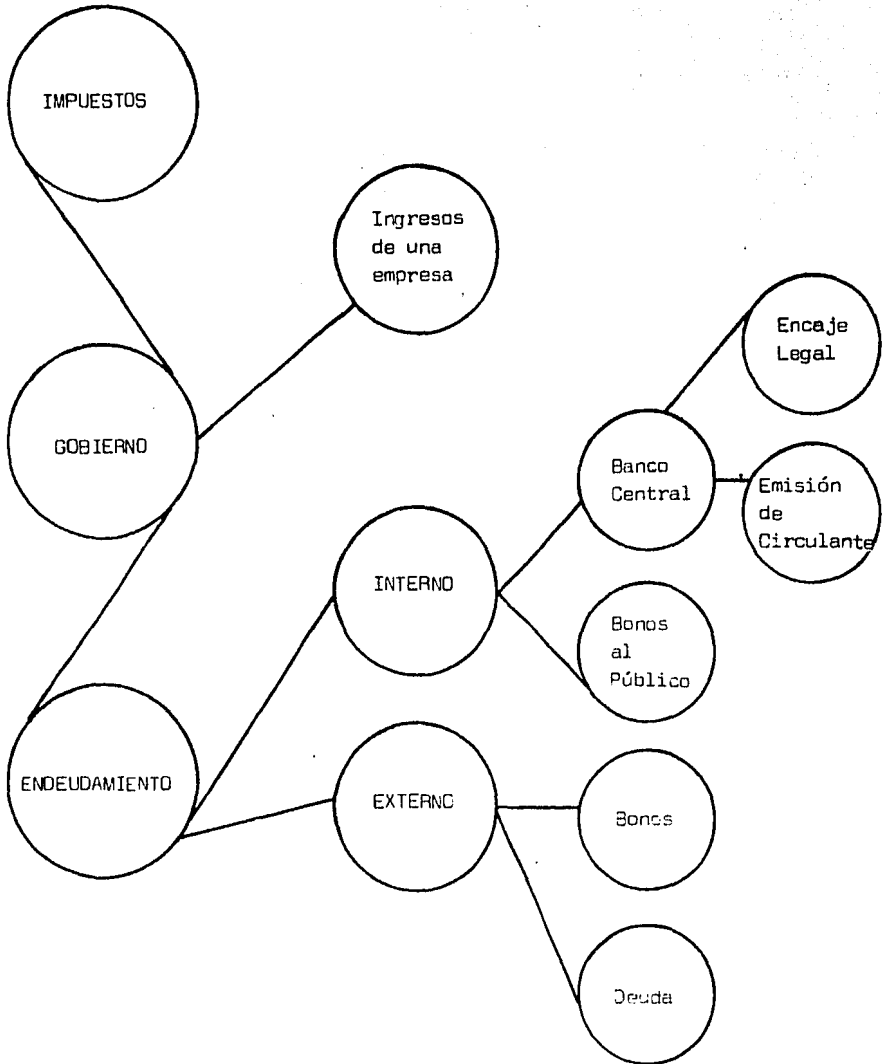 IMPUESTOS
Ingresos
de una
empresa
Encaje
Legal
GOBIERNO
Banco
Central
Emisión
de
Circulante
INTERNO
Bonos
al
Público
ENDEUDAMIENTO
EXTERNO
Bonos
Deuda